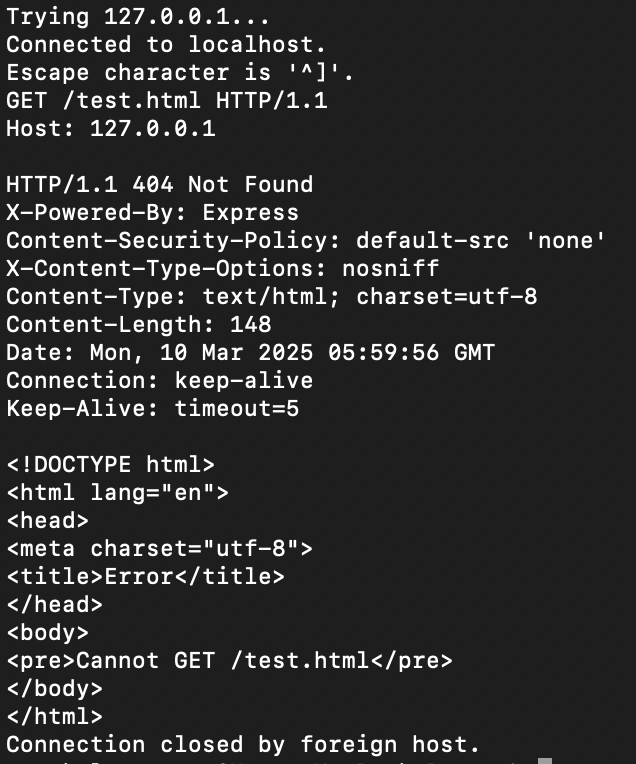 Trying 127.0.0.1...
Connected to localhost.
Escape character is '^]'.
GET /test.html HTTP/1.1
Host: 127.0.0.1

HTTP/1.1 404 Not Found
X-Powered-By: Express
Content-Security-Policy: default-src 'none'
X-Content-Type-Options: nosniff
Content-Type: text/html; charset=utf-8
Content-Length: 148
Date: Mon, 10 Mar 2025 05:59:56 GMT
Connection: keep-alive
Keep-Alive: timeout=5

<!DOCTYPE html>
<html lang="en">
<head>
<meta charset="utf-8">
<title>Error</title>
</head>
<body>
<pre>Cannot GET /test.html</pre>
</body>
</html>
Connection closed by foreign host.